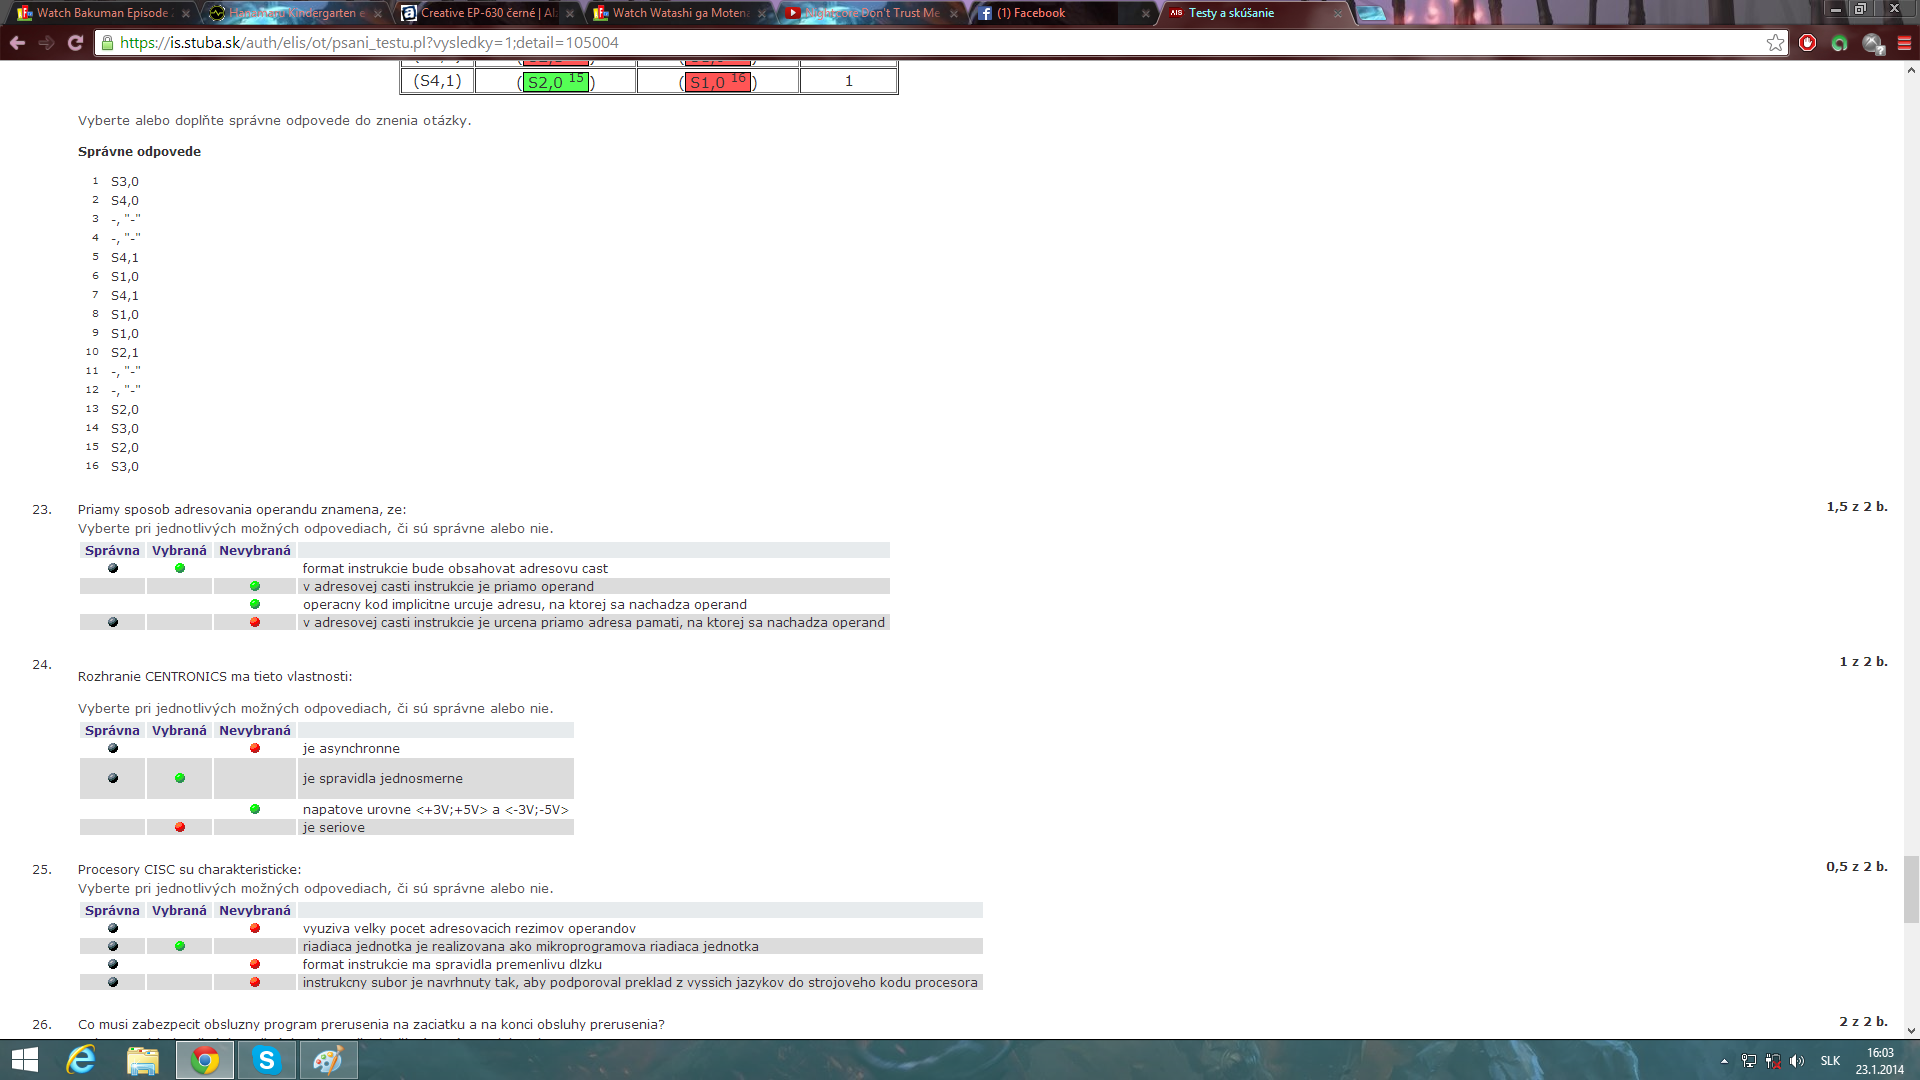 Watch Bakuman Episode
Creative EP-630 černé | Al
Watch Watashi ga Motena
Don't Trust Me
(1) Facebook
AIS Testy a skúšanie
https://is.stuba.sk/auth/elis/ot/psani_testu.pl?vysledky=1;detail=105004
(S4,1) (S2,0 15) (S1,0 16) 1
Vyberte alebo doplňte správne odpovede do znenia otázky.
Správne odpovede
1 S3,0
2 S4,0
3 -, "-"
4 -, "-"
5 S4,1
6 S1,0
7 S4,1
8 S1,0
9 S1,0
10 S2,1
11 -, "-"
12 -, "-"
13 S2,0
14 S3,0
15 S2,0
16 S3,0
23. Priamy sposob adresovania operandu znamena, ze: 1,5 z 2 b.
Vyberte pri jednotlivých možných odpovediach, či sú správne alebo nie.
Správna Vybraná Nevybraná
format instrukcie bude obsahovat adresovu cast
v adresovej casti instrukcie je priamo operand
operacny kod implicitne urcuje adresu, na ktorej sa nachadza operand
v adresovej casti instrukcie je urcena priamo adresa pamati, na ktorej sa nachadza operand
24. 1 z 2 b.
Rozhranie CENTRONICS ma tieto vlastnosti:
Vyberte pri jednotlivých možných odpovediach, či sú správne alebo nie.
Správna Vybraná Nevybraná
je asynchronne
je spravidla jednosmerne
napatove urovne <+3V;+5V> a <-3V;-5V>
je seriove
25. Procesory CISC su charakteristicke: 0,5 z 2 b.
Vyberte pri jednotlivých možných odpovediach, či sú správne alebo nie.
Správna Vybraná Nevybraná
vyuziva velky pocet adresovacich rezimov operandov
riadiaca jednotka je realizovana ako mikroprogramova riadiaca jednotka
format instrukcie ma spravidla premenlivu dlzku
instrukcny subor je navrhnuty tak, aby podporoval preklad z vyssich jazykov do strojoveho kodu procesora
26. Co musi zabezpecit obsluzny program prerusenia na zaciatku a na konci obsluhy prerusenia? 2 z 2 b.
SLK
16:03
23.1.2014